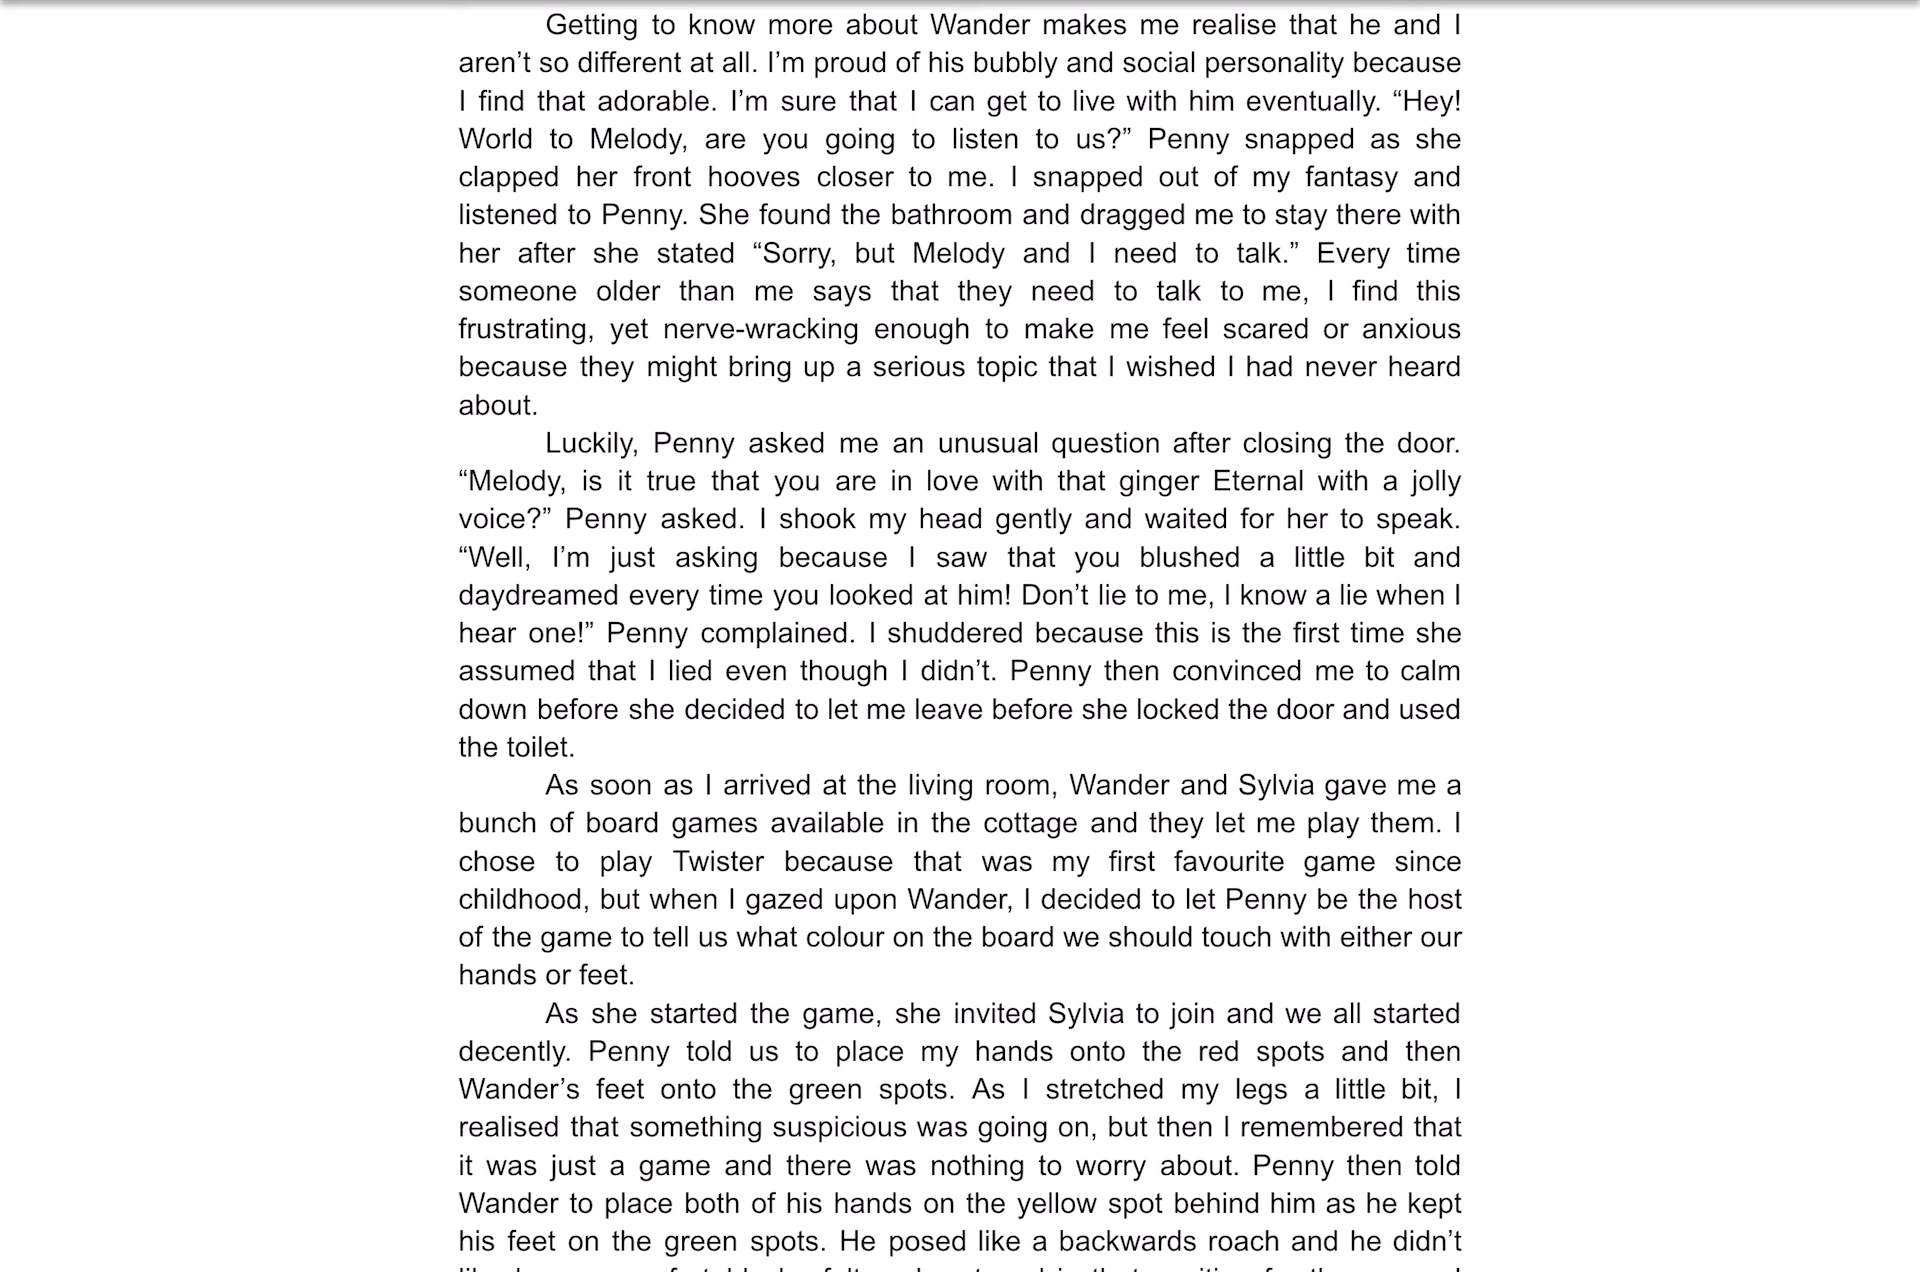 Getting to know more about Wander makes me realise that he and I
aren’t so different at all. I’m proud of his bubbly and social personality because
I find that adorable. I’m sure that I can get to live with him eventually. “Hey!
World to Melody, are you going to listen to us?” Penny snapped as she
clapped her front hooves closer to me. I snapped out of my fantasy and
listened to Penny. She found the bathroom and dragged me to stay there with
her after she stated “Sorry, but Melody and I need to talk.” Every time
someone older than me says that they need to talk to me, I find this
frustrating, yet nerve-wracking enough to make me feel scared or anxious
because they might bring up a serious topic that I wished I had never heard
about.
Luckily, Penny asked me an unusual question after closing the door.
“Melody, is it true that you are in love with that ginger Eternal with a jolly
voice?” Penny asked. I shook my head gently and waited for her to speak.
“Well, I’m just asking because I saw that you blushed a little bit and
daydreamed every time you looked at him! Don’t lie to me, I know a lie when I
hear one!” Penny complained. I shuddered because this is the first time she
assumed that I lied even though I didn’t. Penny then convinced me to calm
down before she decided to let me leave before she locked the door and used
the toilet.
As soon as I arrived at the living room, Wander and Sylvia gave me a
bunch of board games available in the cottage and they let me play them. I
chose to play Twister because that was my first favourite game since
childhood, but when I gazed upon Wander, I decided to let Penny be the host
of the game to tell us what colour on the board we should touch with either our
hands or feet.
As she started the game, she invited Sylvia to join and we all started
decently. Penny told us to place my hands onto the red spots and then
Wander’s feet onto the green spots. As I stretched my legs a little bit, I
realised that something suspicious was going on, but then I remembered that
it was just a game and there was nothing to worry about. Penny then told
Wander to place both of his hands on the yellow spot behind him as he kept
his feet on the green spots. He posed like a backwards roach and he didn’t